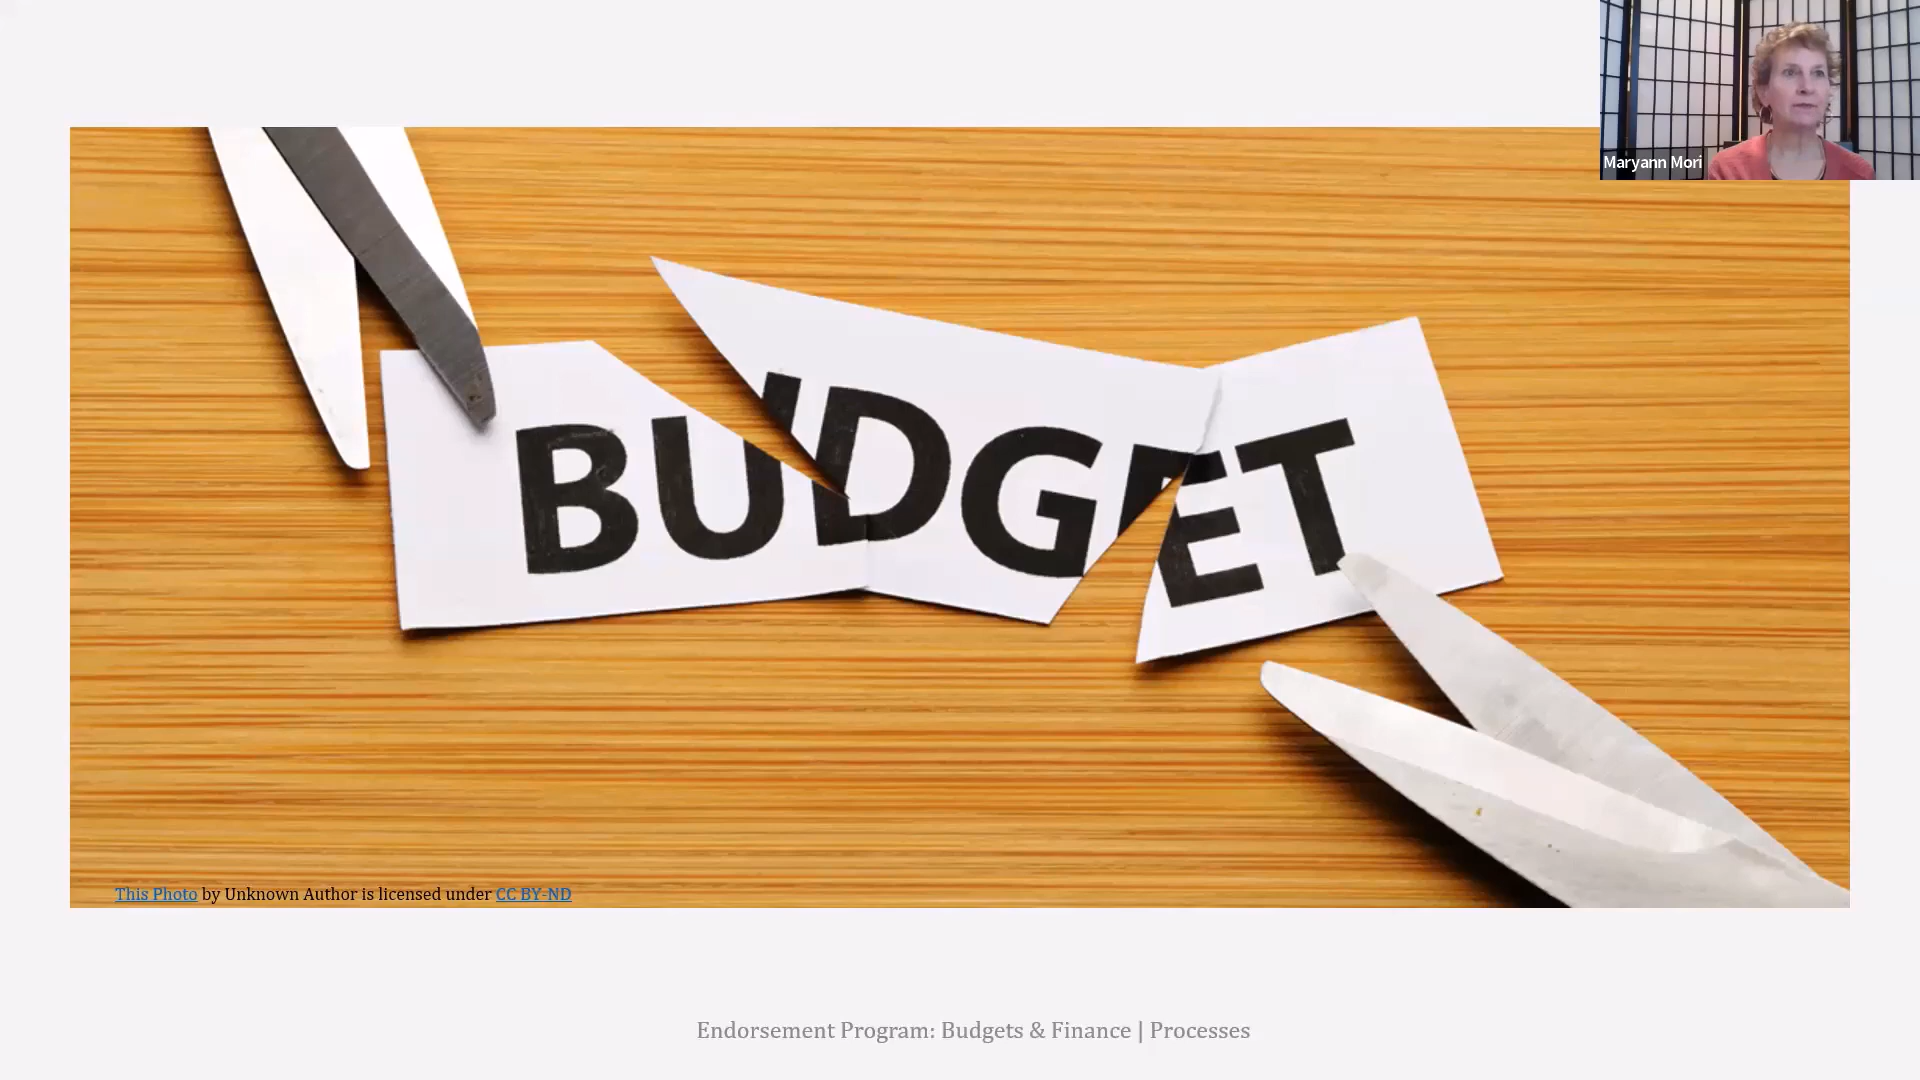 Maryann Mori
BUDGET
This Photo by Unknown Author is licensed under CC BY-ND
Endorsement Program: Budgets & Finance | Processes